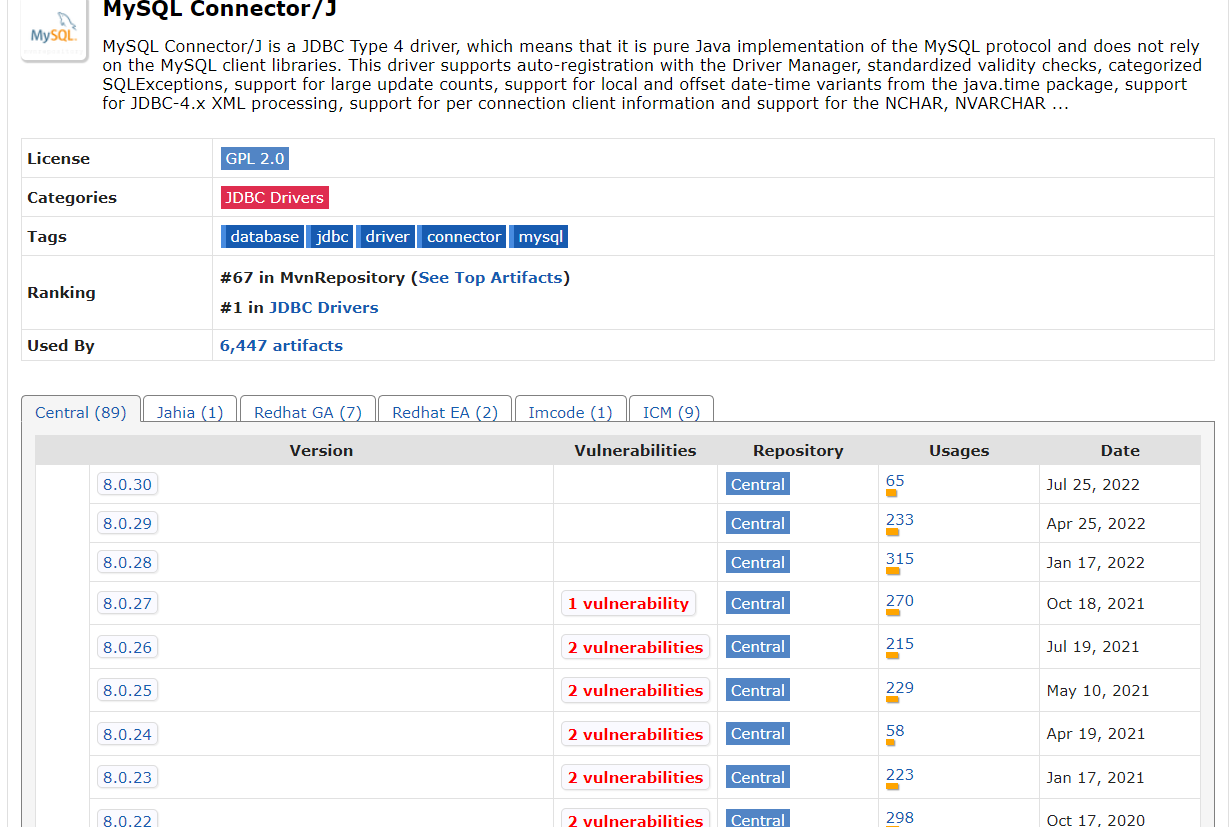 MySQL Connector/J
MySQL
MySQL Connector/J is a JDBC Type 4 driver, which means that it is pure Java implementation of the MySQL protocol and does not rely
on the MySQL client libraries. This driver supports auto-registration with the Driver Manager, standardized validity checks, categorized
SQLExceptions, support for large update counts, support for local and offset date-time variants from the java.time package, support
for JDBC-4.x XML processing, support for per connection client information and support for the NCHAR, NVARCHAR ...
License GPL 2.0
Categories JDBC Drivers
Tags database jdbc driver connector mysql
Ranking
#67 in MvnRepository (See Top Artifacts)
#1 in JDBC Drivers
Used By 6,447 artifacts
Central (89) Jahia (1) Redhat GA (7) Redhat EA (2) Imcode (1) ICM (9)
Version Vulnerabilities Repository Usages Date
8.0.30 Central 65 Jul 25, 2022
8.0.29 Central 233 Apr 25, 2022
8.0.28 Central 315 Jan 17, 2022
8.0.27 1 vulnerability Central 270 Oct 18, 2021
8.0.26 2 vulnerabilities Central 215 Jul 19, 2021
8.0.25 2 vulnerabilities Central 229 May 10, 2021
8.0.24 2 vulnerabilities Central 58 Apr 19, 2021
8.0.23 2 vulnerabilities Central 223 Jan 17, 2021
8.0.22 2 vulnerabilities Central 298 Oct 17, 2020